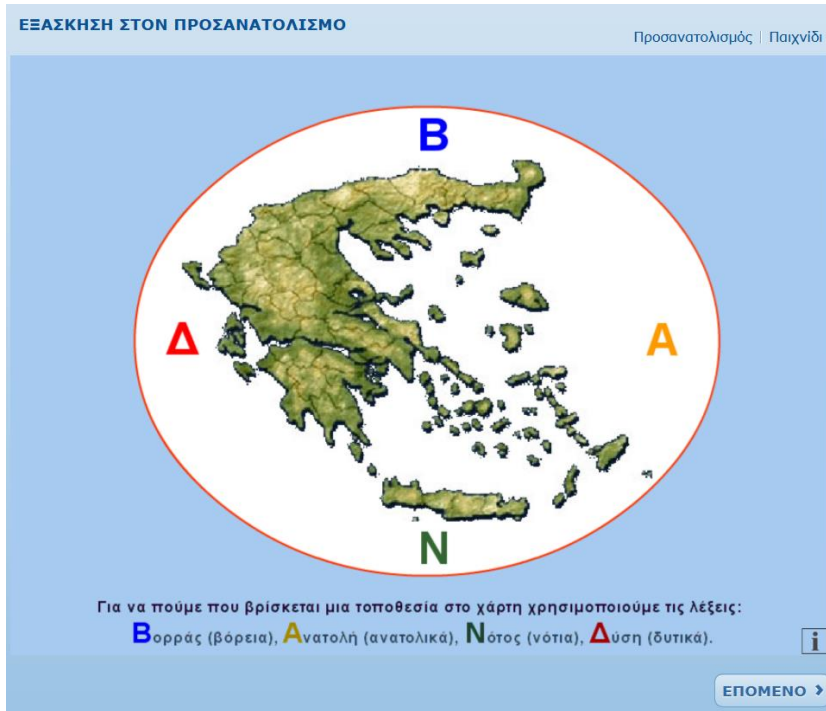 ΕΞΑΣΚΗΣΗ ΣΤΟΝ ΠΡΟΣΑΝΑΤΟΛΙΣΜΟ
Προσανατολισμός | Παιχνίδι
Β
Δ
Α
Ν
Για να πούμε που βρίσκεται μια τοποθεσία στο χάρτη χρησιμοποιούμε τις λέξεις:
Βορράς (βόρεια), Ανατολή (ανατολικά), Νότος (νότια), Δύση (δυτικά).
i
ΕΠΟΜΕΝΟ